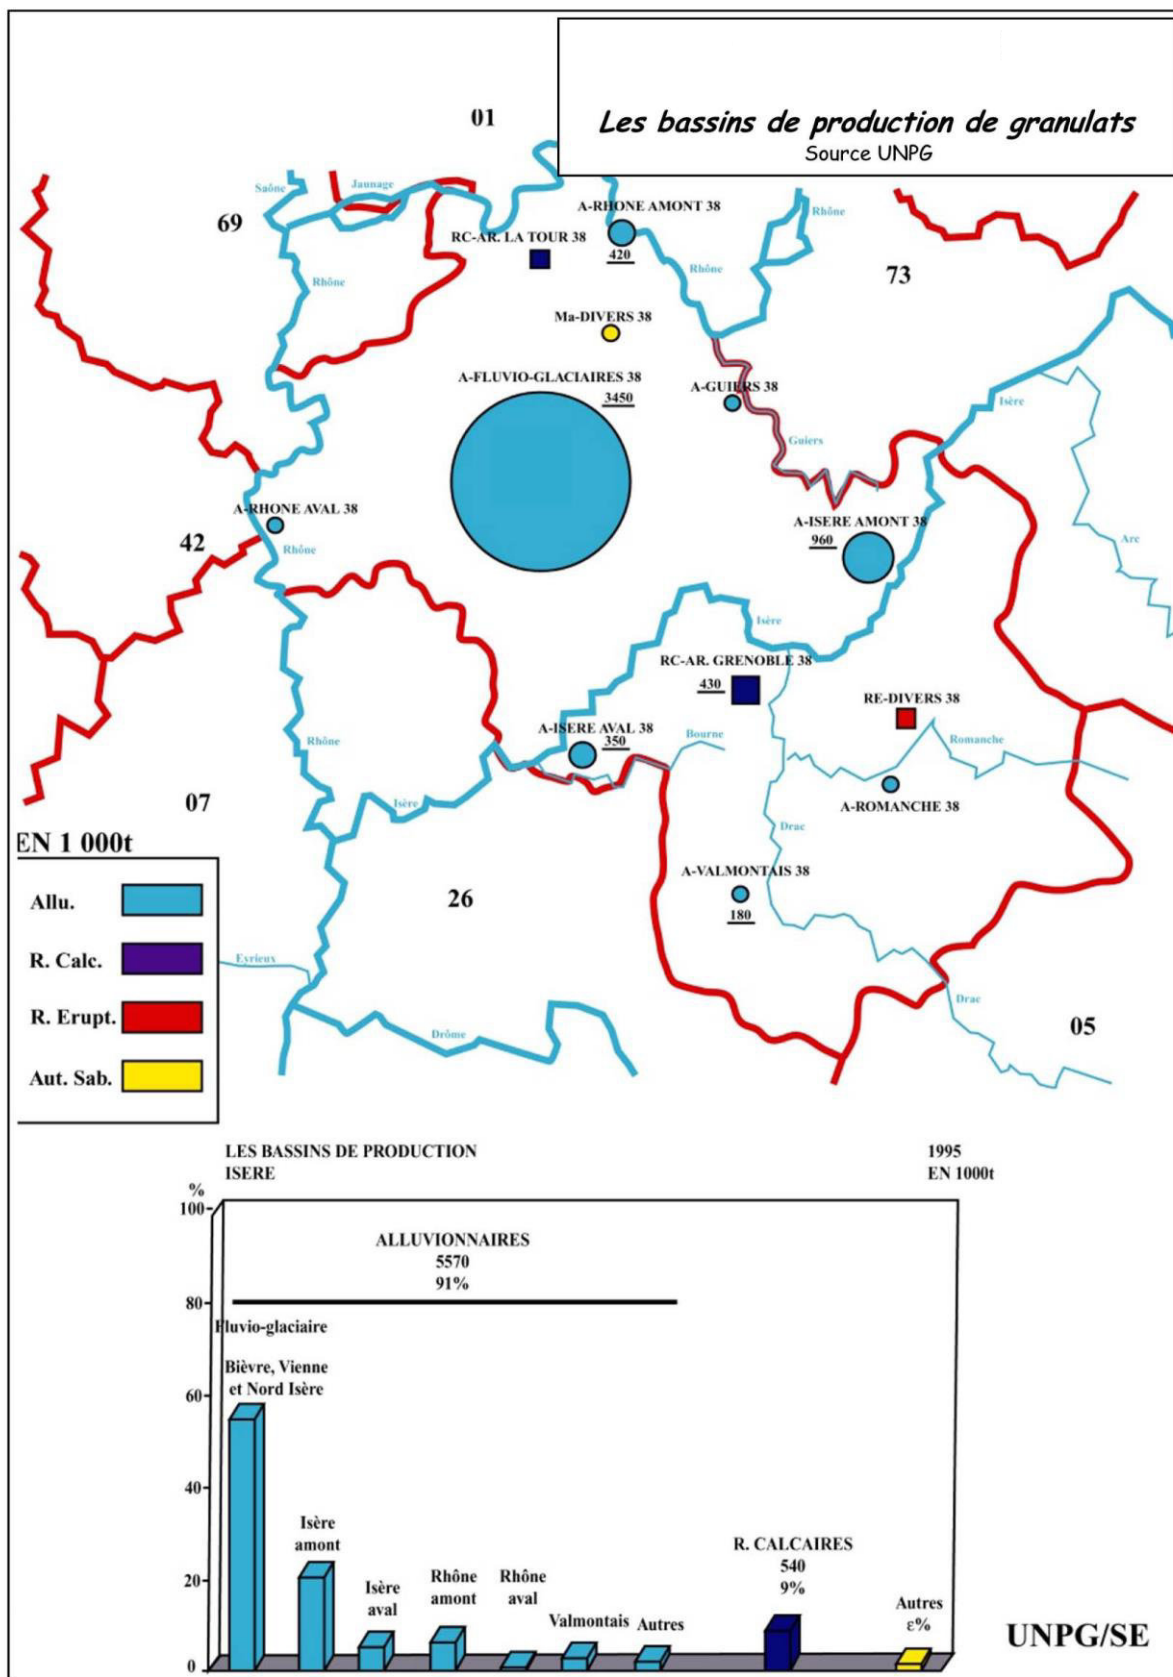 Les bassins de production de granulats
Source UNPG
01
Saône
Jaunage
69
A-RHONE AMONT 38
Rhône
RC-AR. LA TOUR 38
420
Rhône
Rhône
73
Ma-DIVERS 38
A-FLUVIO-GLACIAIRES 38
3450
A-GUIERS 38
Isère
Guiers
A-RHONE AVAL 38
A-ISERE AMONT 38
960
Arc
42
Rhône
Isère
RC-AR. GRENOBLE 38
430
RE-DIVERS 38
A-ISERE AVAL 38
350
Bourne
Romanche
Rhône
07
Isère
A-ROMANCHE 38
Drac
EN 1 000t
A-VALMONTAIS 38
180
26
Allu.
R. Calc.
R. Erupt.
Aut. Sab.
Eyrieux
Drôme
Drac
05
LES BASSINS DE PRODUCTION
ISERE
1995
EN 1000t
%
100
80
60
40
20
0
ALLUVIONNAIRES
5570
91%
Fluvio-glaciaire
Bièvre, Vienne
et Nord Isère
Isère
amont
Isère
aval
Rhône
amont
Rhône
aval
Valmontais
Autres
R. CALCAIRES
540
9%
Autres
ε%
UNPG/SE